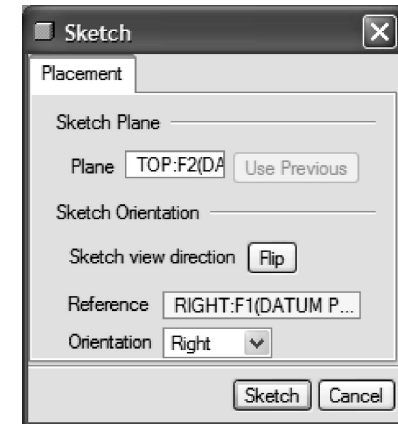 Sketch
Placement
Sketch Plane
Plane TOP:F2(DA Use Previous
Sketch Orientation
Sketch view direction Flip
Reference RIGHT:F1(DATUM P...
Orientation Right
Sketch Cancel